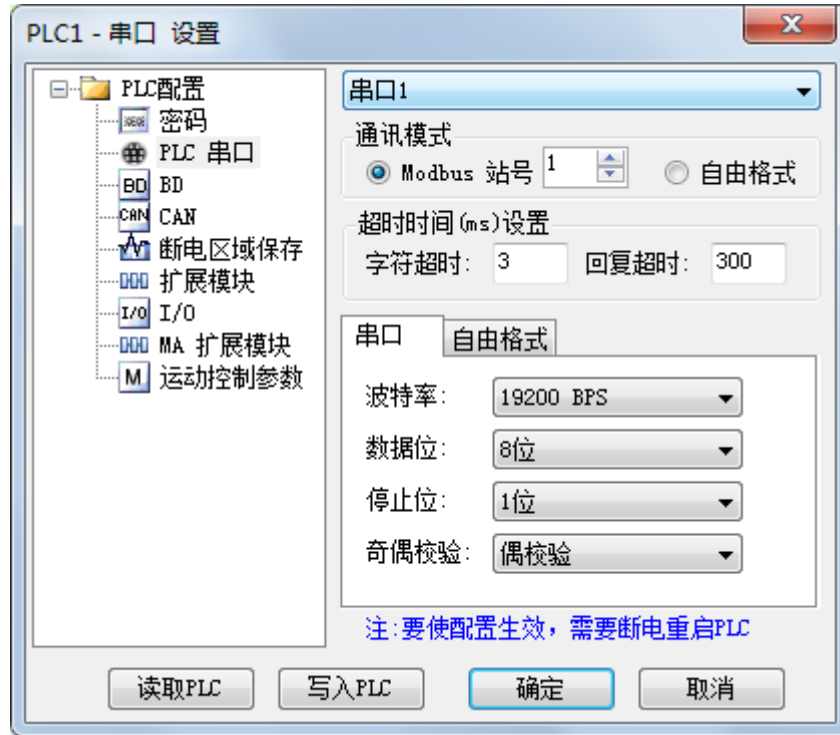 PLC1 - 串口 设置
PLC配置
密码
PLC 串口
BD BD
CAN CAN
断电区域保存
扩展模块
I/O I/O
MA 扩展模块
M 运动控制参数
串口1
通讯模式
Modbus 站号 1 自由格式
超时时间(ms)设置
字符超时: 3 回复超时: 300
串口 自由格式
波特率: 19200 BPS
数据位: 8位
停止位: 1位
奇偶校验: 偶校验
注:要使配置生效，需要断电重启PLC
读取PLC 写入PLC 确定 取消